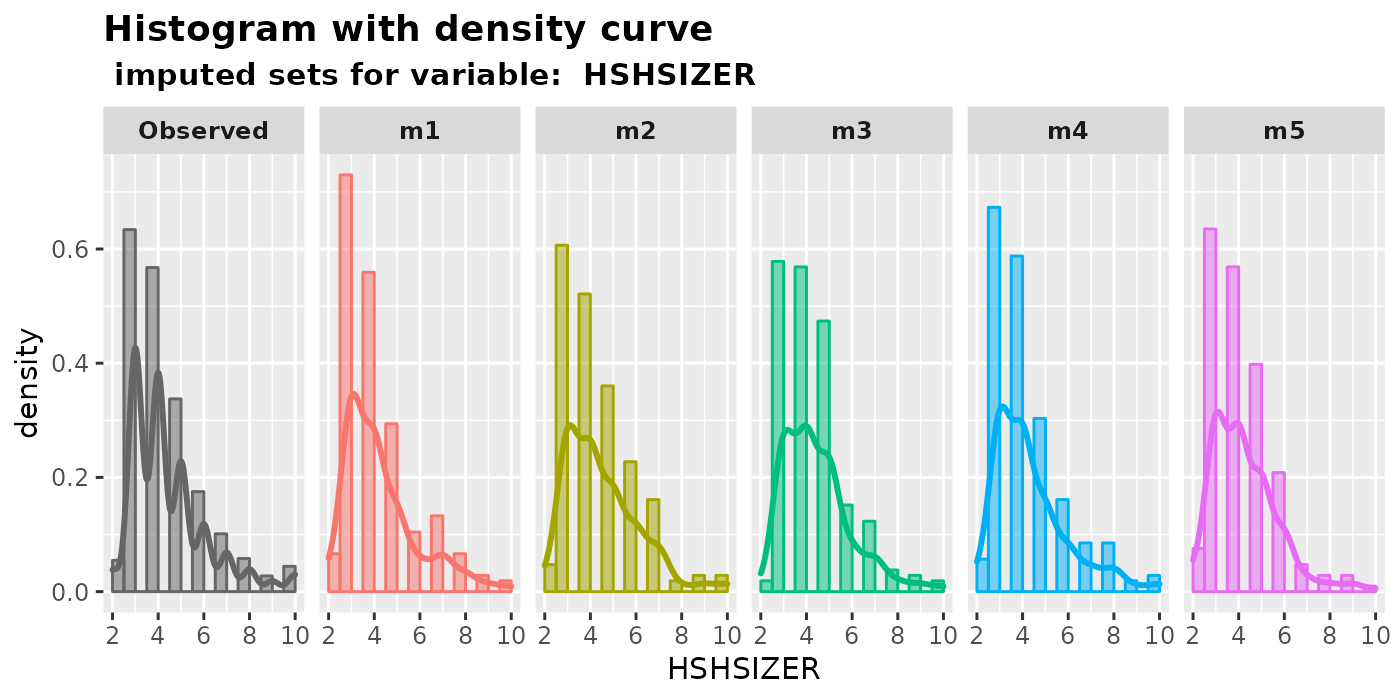 Histogram with density curve
imputed sets for variable:  HSHSIZER
Observed m1 m2 m3 m4 m5
density
0.6
0.4
0.2
0.0
2 4 6 8 10 2 4 6 8 10 2 4 6 8 10 2 4 6 8 10 2 4 6 8 10 2 4 6 8 10
HSHSIZER